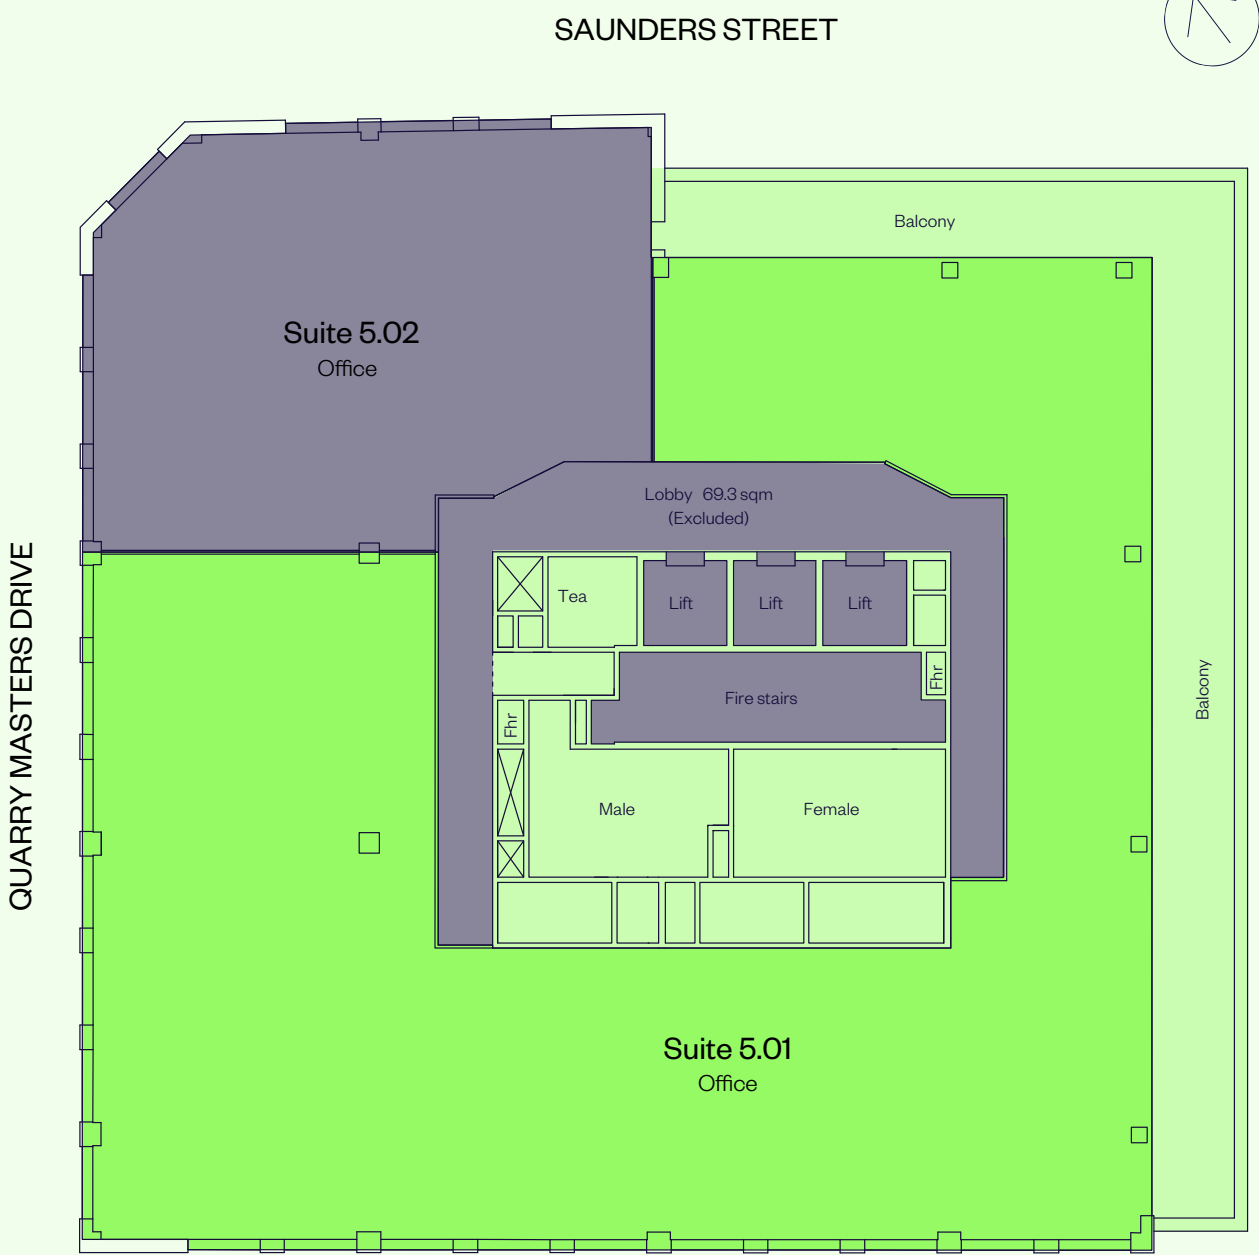 SAUNDERS STREET
Balcony
Suite 5.02
Office
Lobby 69.3 sqm
(Excluded)
QUARRY MASTERS DRIVE
Tea
Lift
Lift
Lift
Fire stairs
Fhr
Fhr
Balcony
Male
Female
Suite 5.01
Office